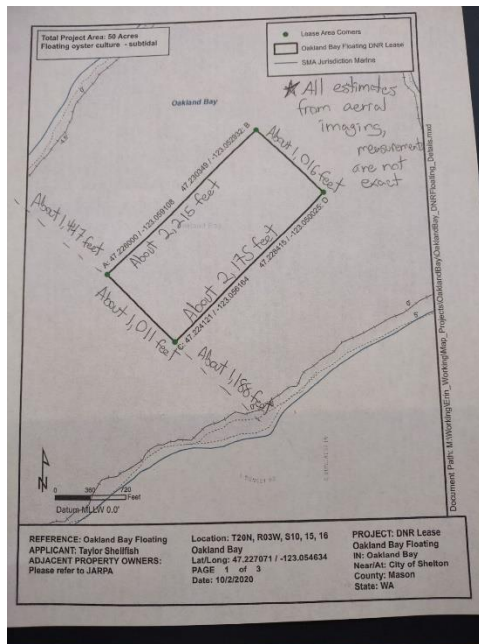 Total Project Area: 50 Acres
Floating oyster culture - subtidal
Lease Area Corners
Oakland Bay Floating DNR Lease
SMA Jurisdiction Marina
★ All estimates
from aerial
imaging,
measurements
are not
exact
Oakland Bay
47.230349 / -123.052932: B
About 1,016 feet
A: 47.226000 / -123.059108
About 2,215 feet
About 1,447 feet
About 2,175 feet
47.228415 / -123.050025: D
About 1,011 feet
C: 47.224121 / -123.056164
About 1,166 feet
N
0 360 720
Feet
Datum-MLLW 0.0'
Document Path: M:\Working\Erin_Working\Map_Projects\OaklandBay\OaklandBay_DNRFloating_Details.mxd
REFERENCE: Oakland Bay Floating
APPLICANT: Taylor Shellfish
ADJACENT PROPERTY OWNERS:
Please refer to JARPA
Location: T20N, R03W, S10, 15, 16
Oakland Bay
Lat/Long: 47.227071 / -123.054634
PAGE 1 of 3
Date: 10/2/2020
PROJECT: DNR Lease
Oakland Bay Floating
IN: Oakland Bay
Near/At: City of Shelton
County: Mason
State: WA